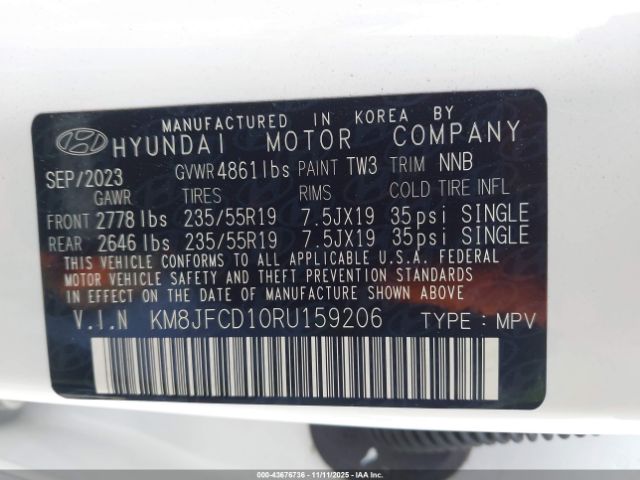 MANUFACTURED IN KOREA BY
HYUNDAI MOTOR COMPANY
SEP/2023 GVWR 4861 lbs PAINT TW3 TRIM NNB
GAWR TIRES RIMS COLD TIRE INFL
FRONT 2778 lbs 235/55R19 7.5JX19 35psi SINGLE
REAR 2646 lbs 235/55R19 7.5JX19 35psi SINGLE
THIS VEHICLE CONFORMS TO ALL APPLICABLE U.S.A. FEDERAL
MOTOR VEHICLE SAFETY AND THEFT PREVENTION STANDARDS
IN EFFECT ON THE DATE OF MANUFACTURE SHOWN ABOVE.
V.I.N KM8JFCD10RU159206 TYPE : MPV
000-43676736 - 11/11/2025 - IAAI.COM